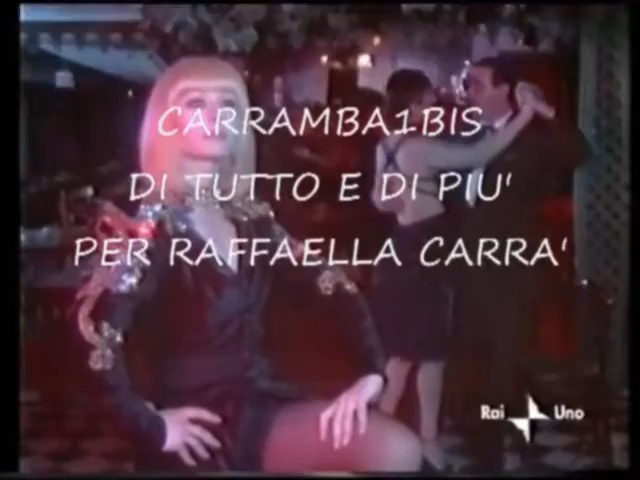 CARRAMBA1BIS
DI TUTTO E DI PIU'
PER RAFFAELLA CARRA'
Rai Uno